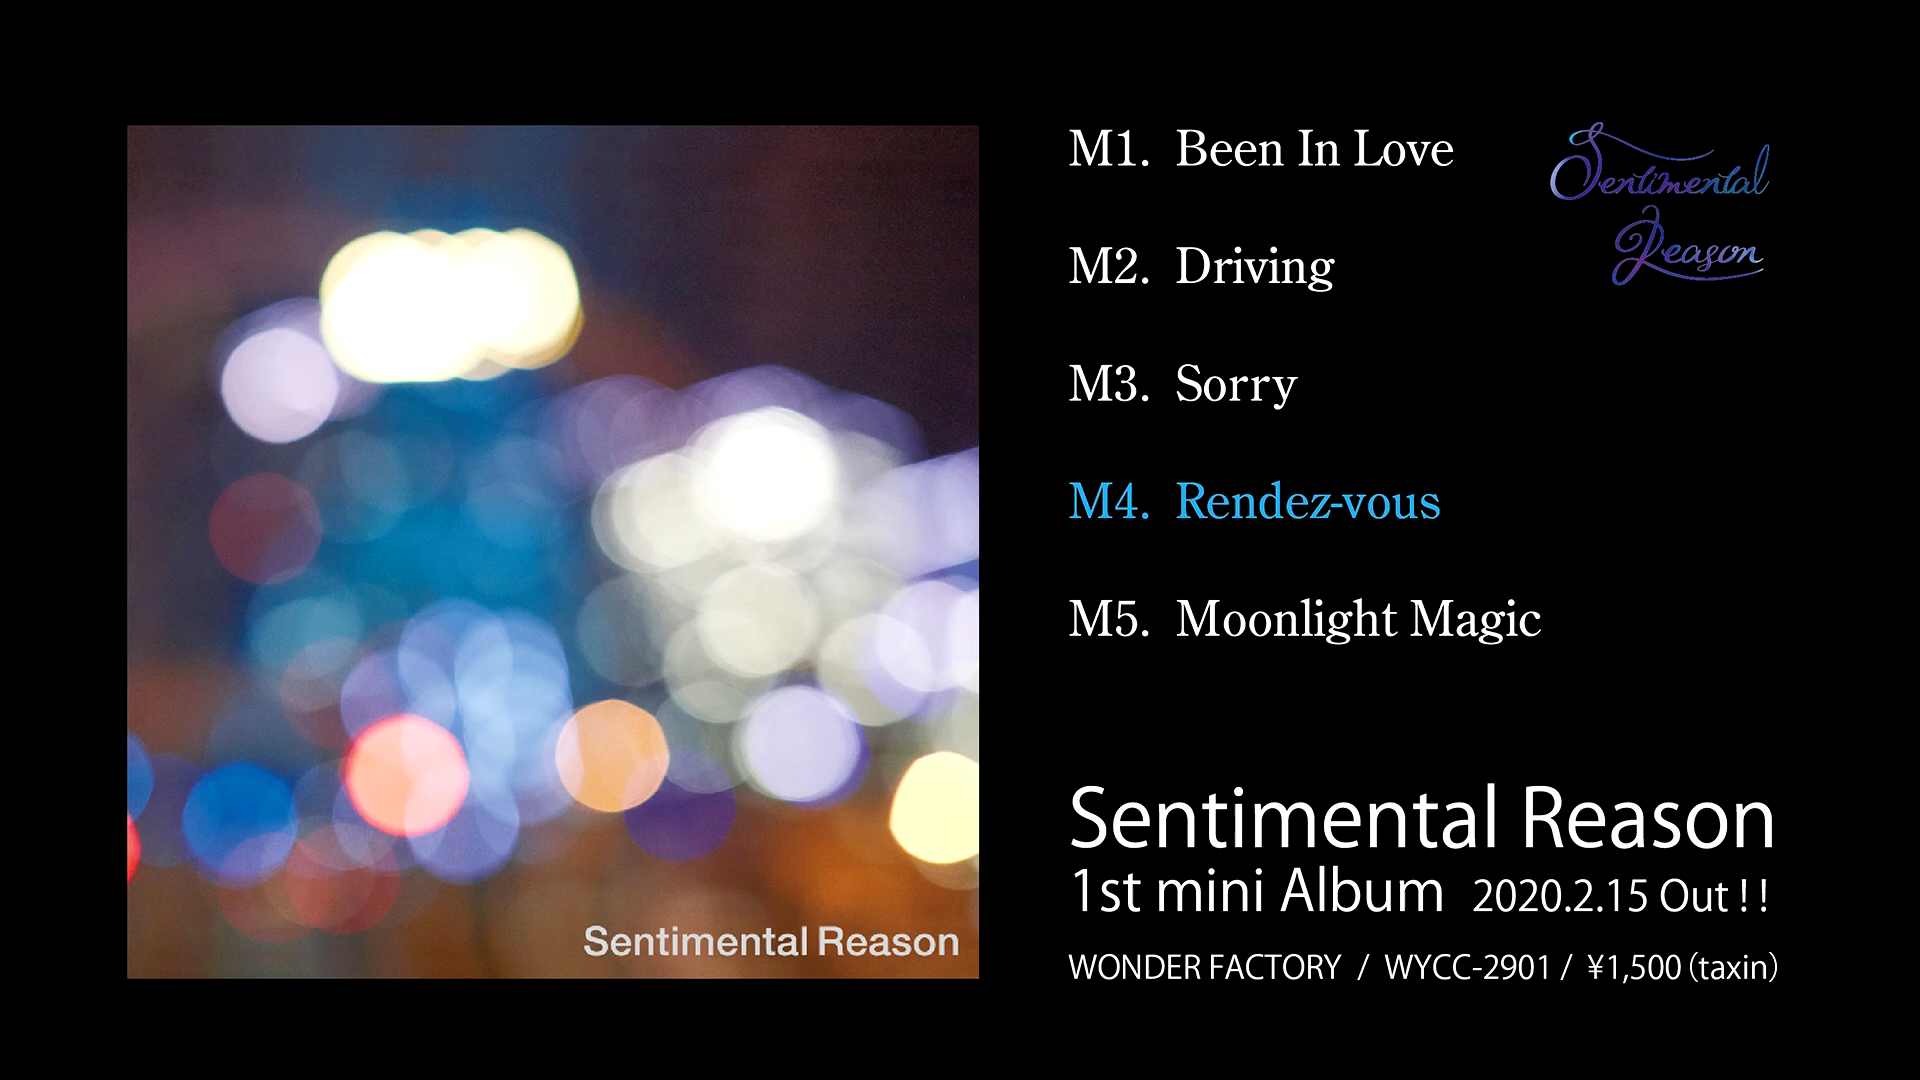 M1. Been In Love
M2. Driving
M3. Sorry
M4. Rendez-vous
M5. Moonlight Magic
Sentimental
Reason
Sentimental Reason
Sentimental Reason
1st mini Album 2020.2.15 Out ! !
WONDER FACTORY / WYCC-2901 / ¥1,500（taxin）